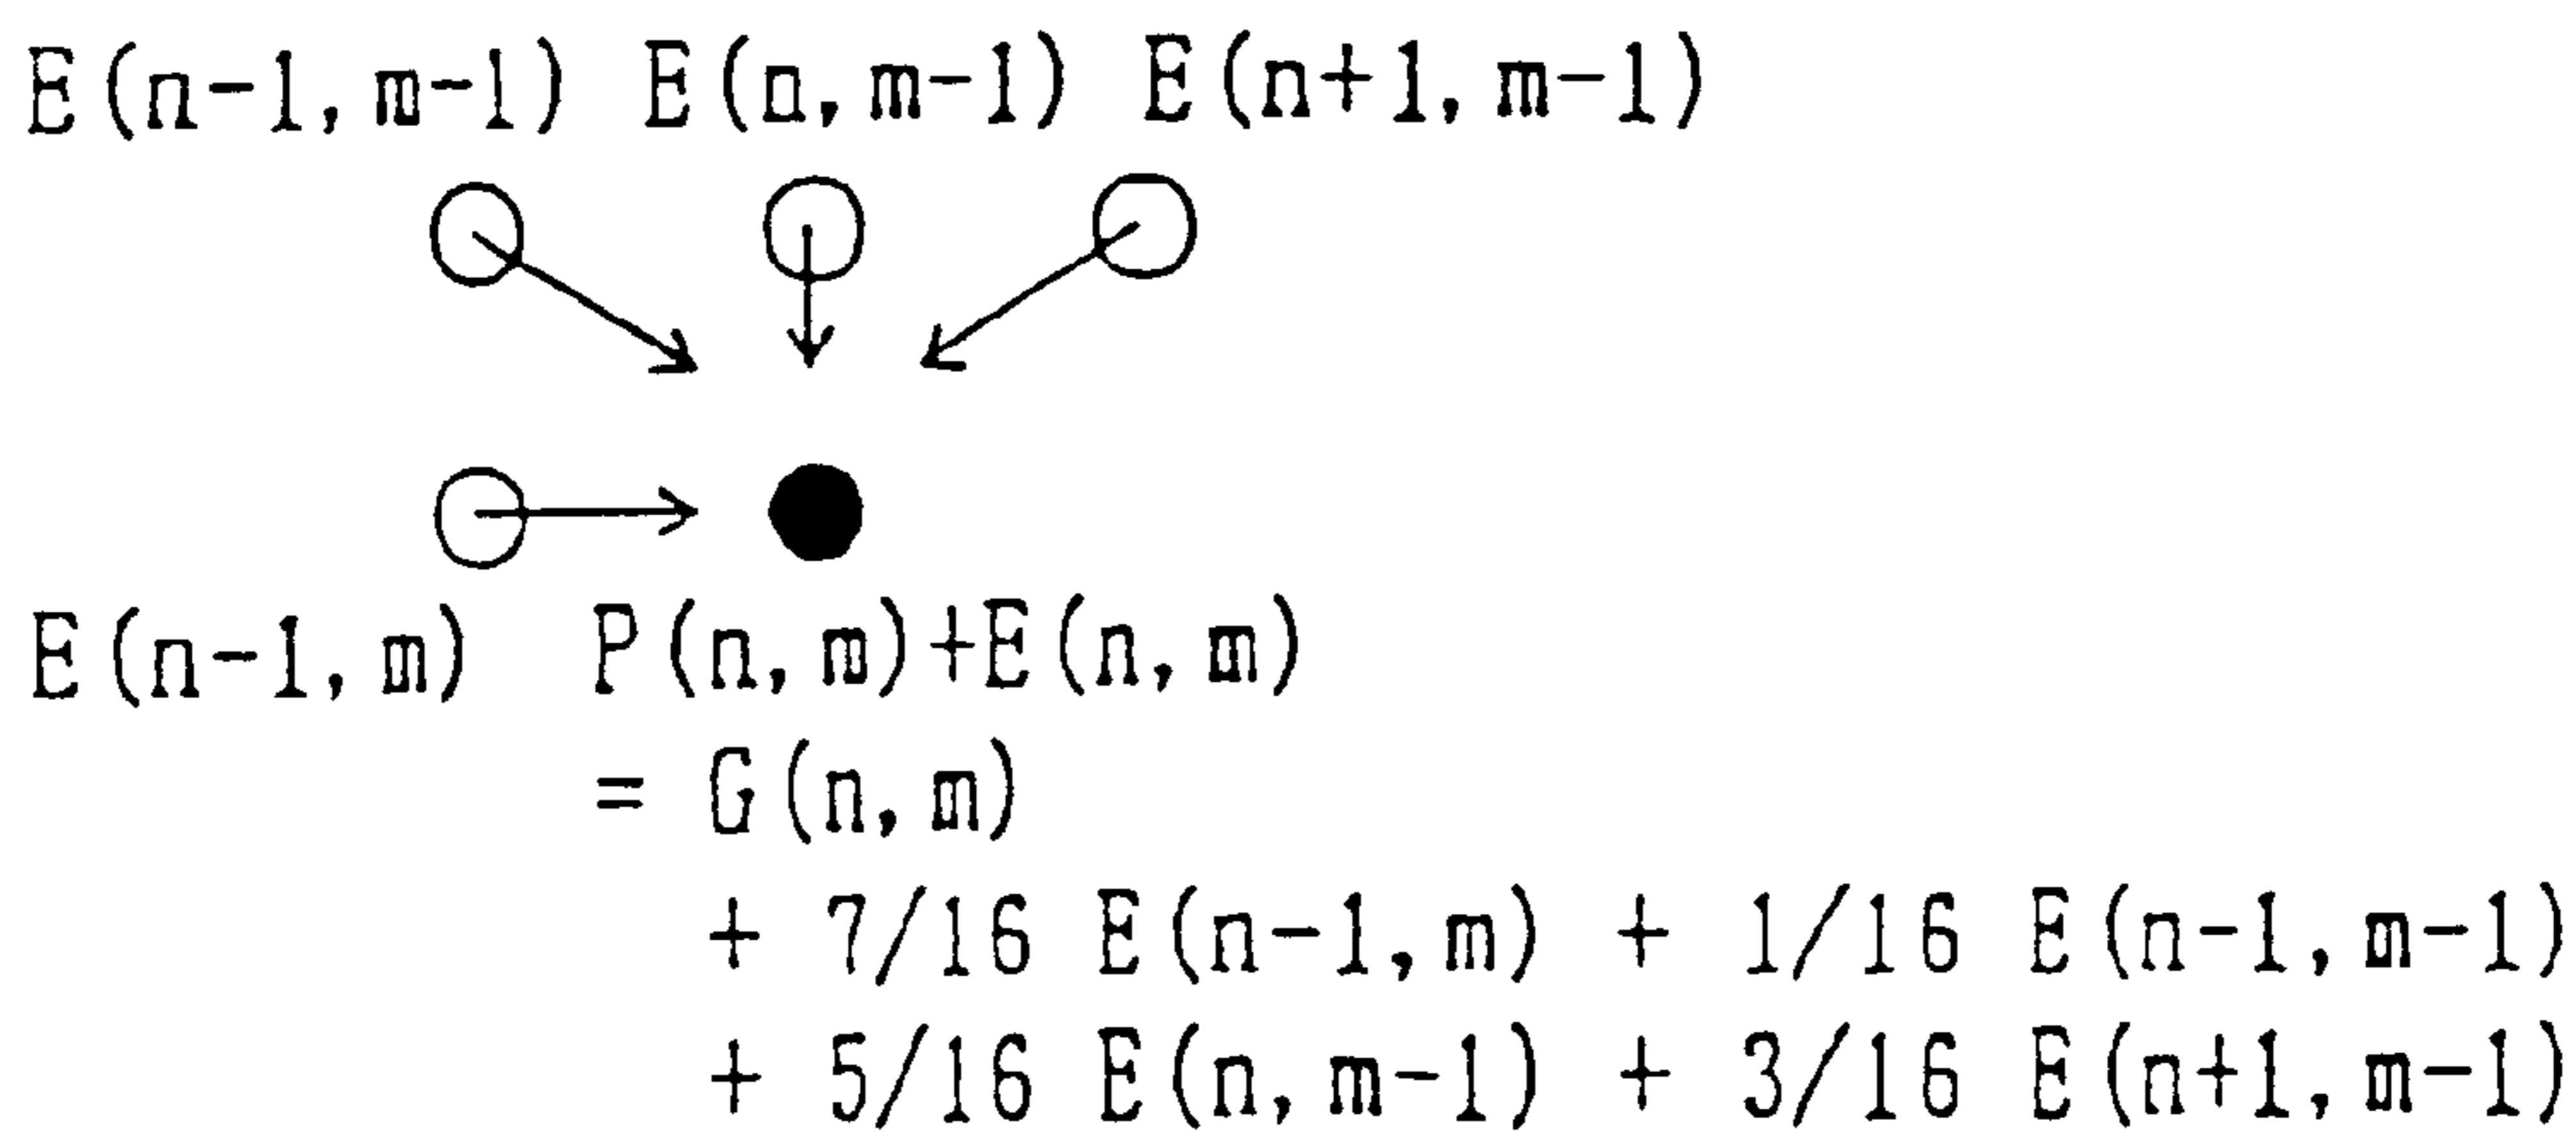 E(n-1,m-1) E(n,m-1) E(n+1,m-1)
E(n-1,m) P(n,m)+E(n,m)
= G(n,m)
+ 7/16 E(n-1,m) + 1/16 E(n-1,m-1)
+ 5/16 E(n,m-1) + 3/16 E(n+1,m-1)